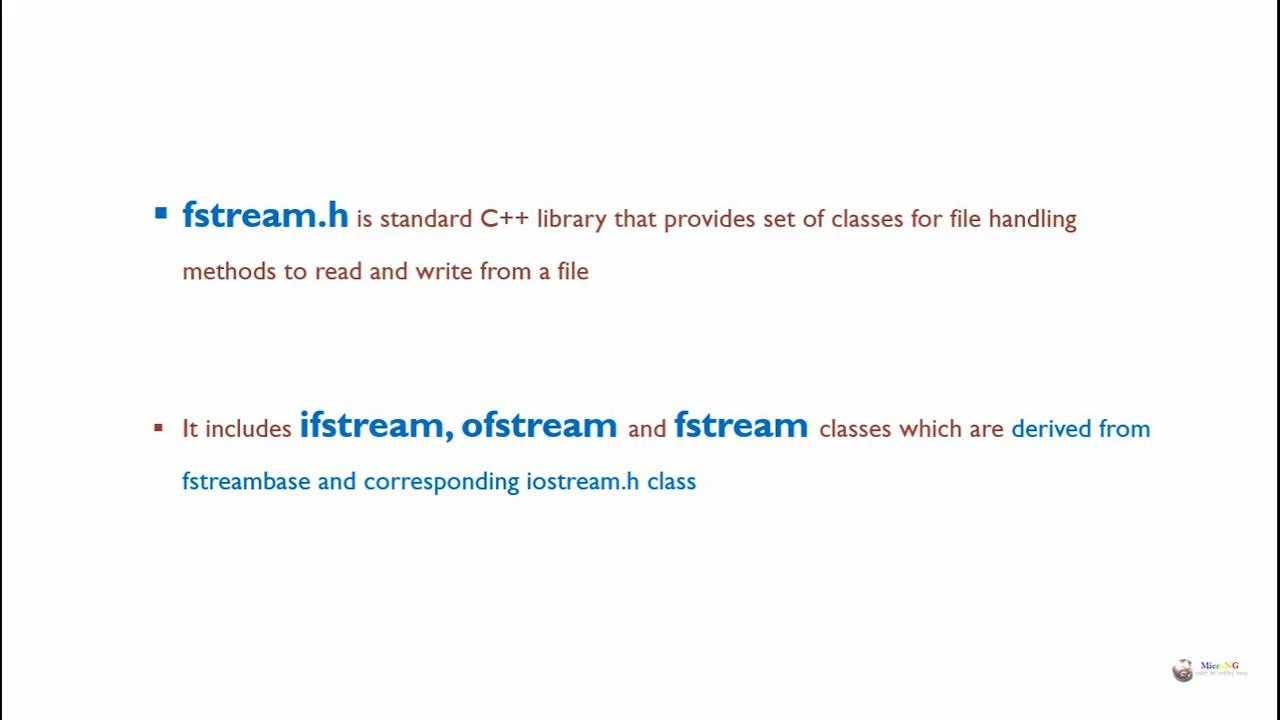 fstream.h is standard C++ library that provides set of classes for file handling
methods to read and write from a file
It includes ifstream, ofstream and fstream classes which are derived from
fstreambase and corresponding iostream.h class
MicroNG